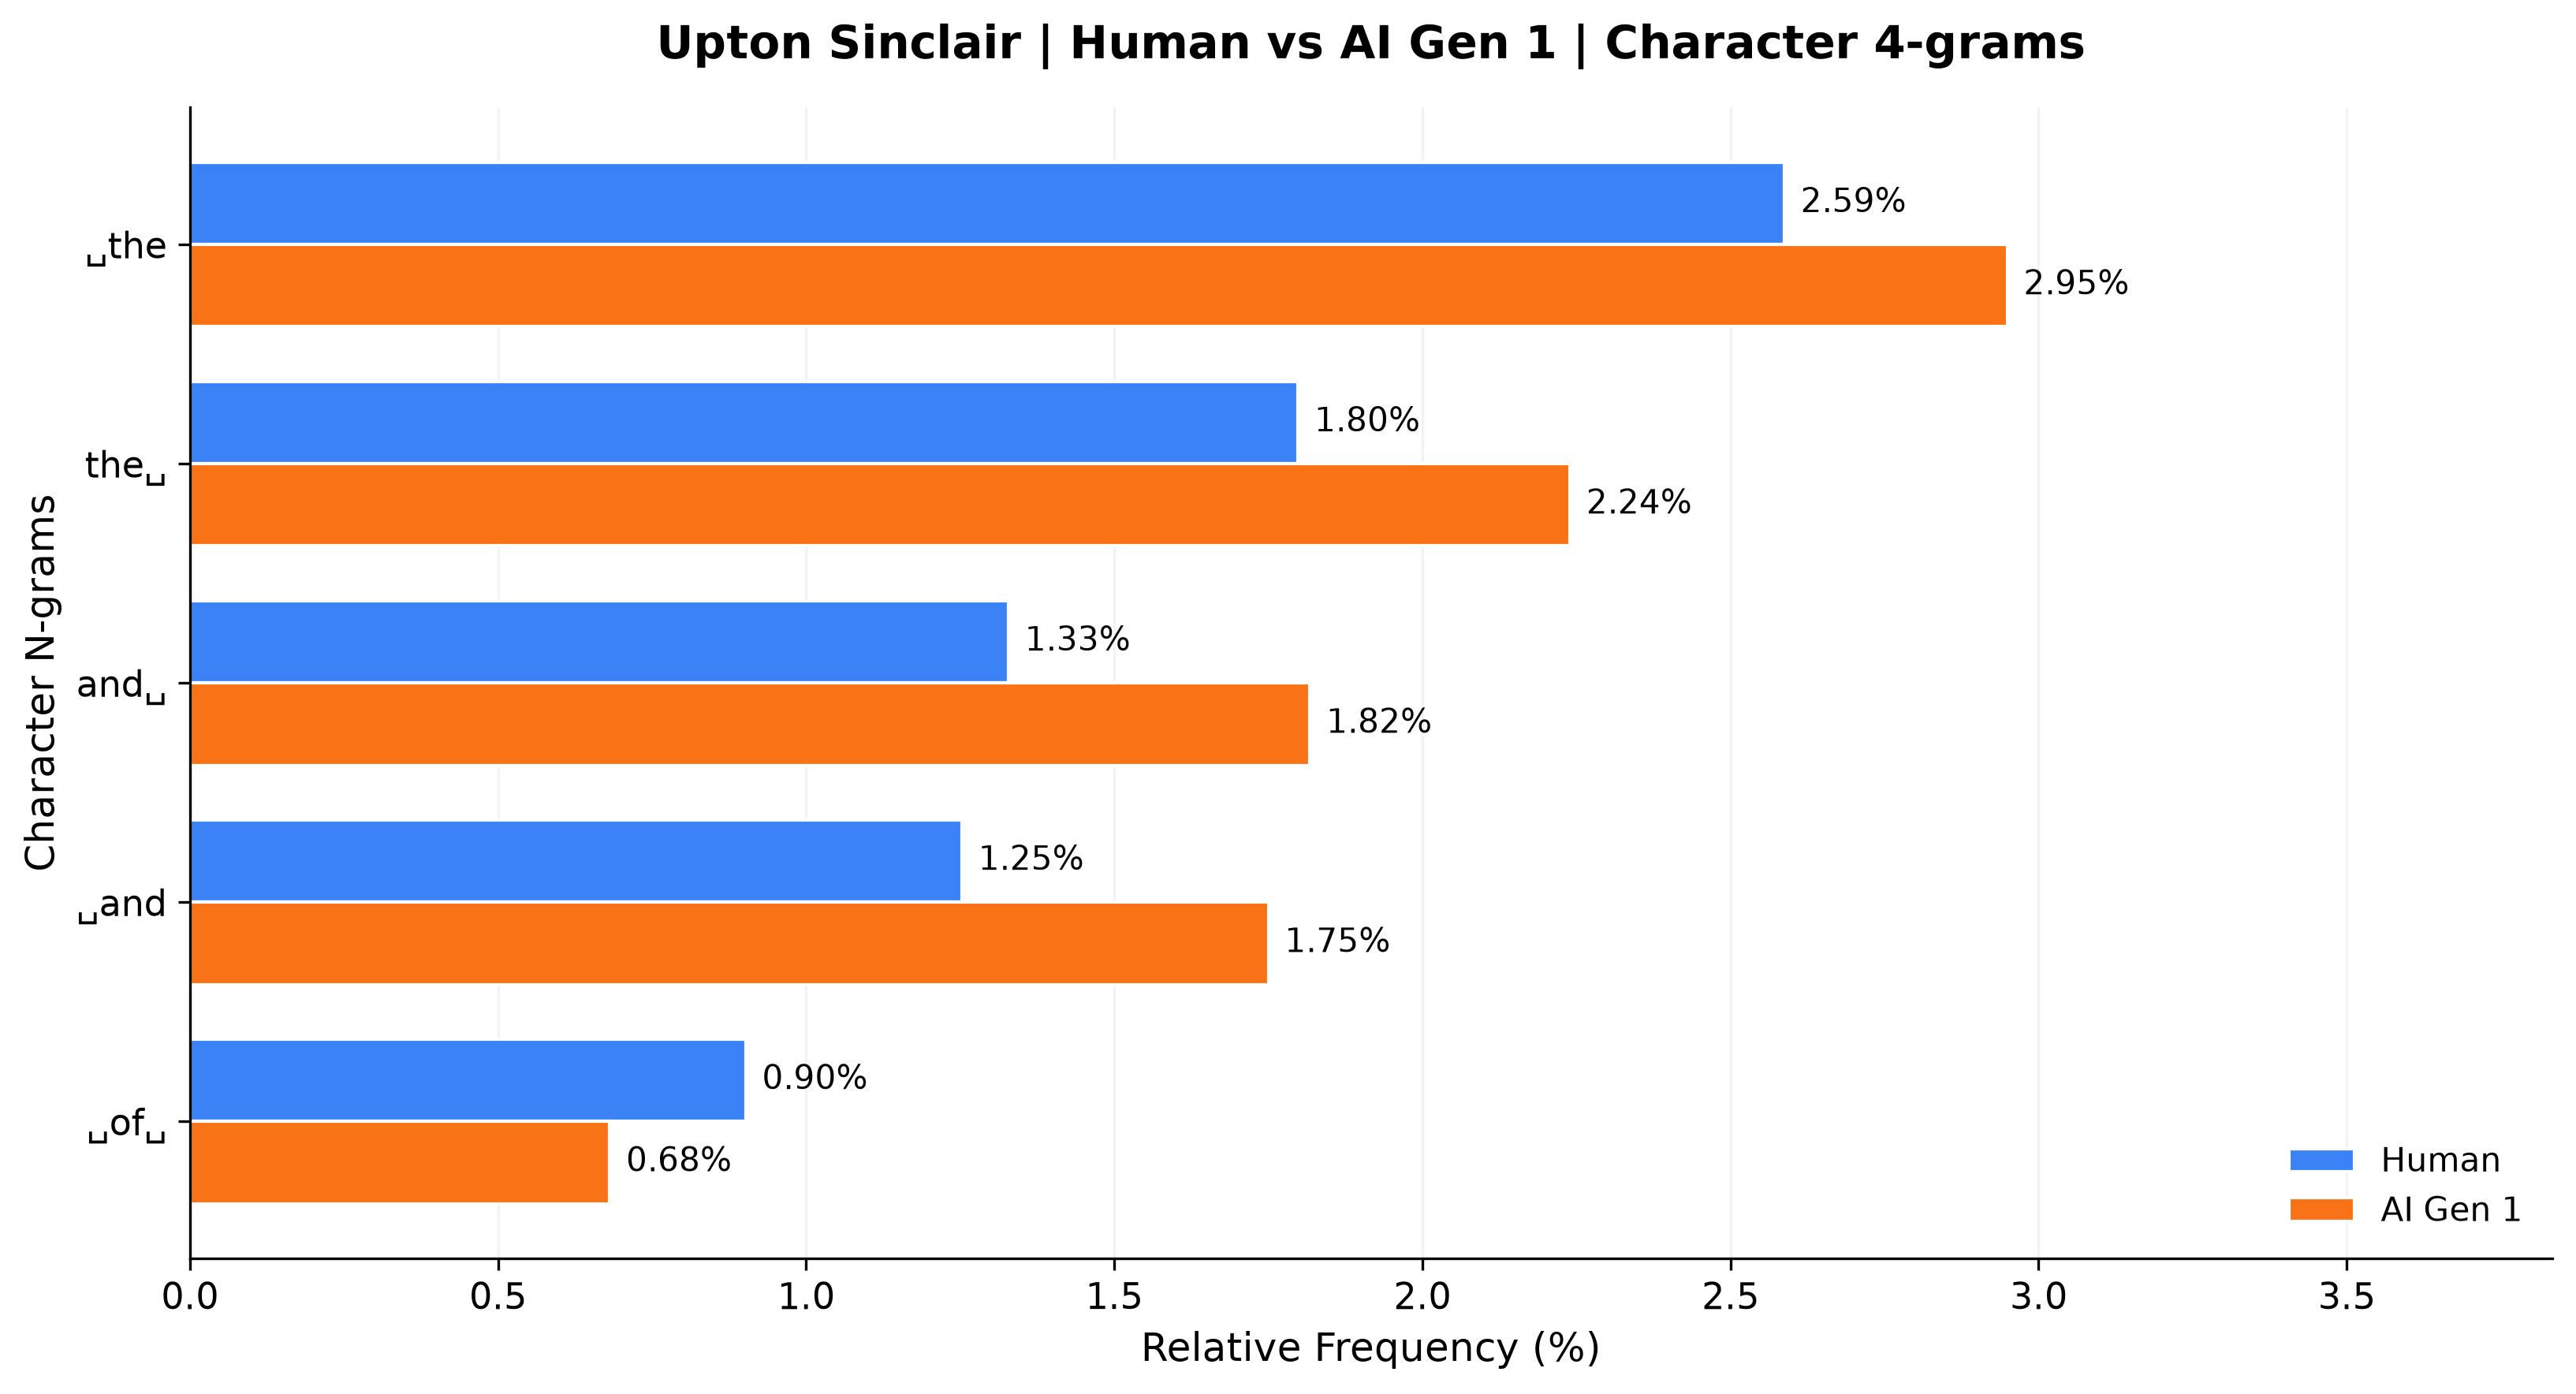 Upton Sinclair | Human vs AI Gen 1 | Character 4-grams
␣the
2.59%
2.95%
the␣
1.80%
2.24%
and␣
1.33%
1.82%
␣and
1.25%
1.75%
␣of␣
0.90%
0.68%
Character N-grams
Human
AI Gen 1
0.0 0.5 1.0 1.5 2.0 2.5 3.0 3.5
Relative Frequency (%)